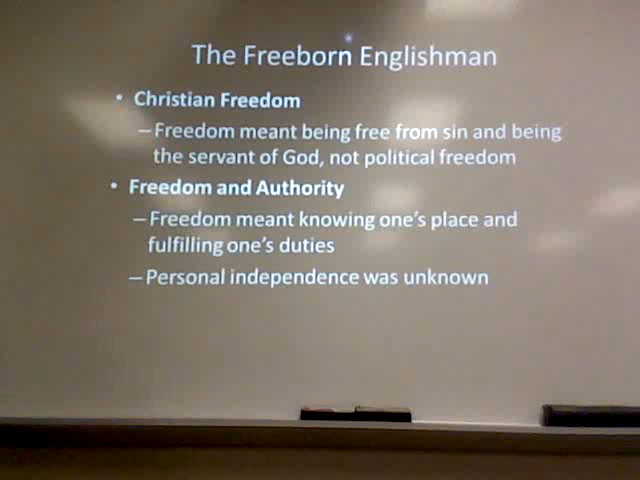 The Freeborn Englishman
• Christian Freedom
–Freedom meant being free from sin and being
the servant of God, not political freedom
• Freedom and Authority
–Freedom meant knowing one's place and
fulfilling one's duties
–Personal independence was unknown